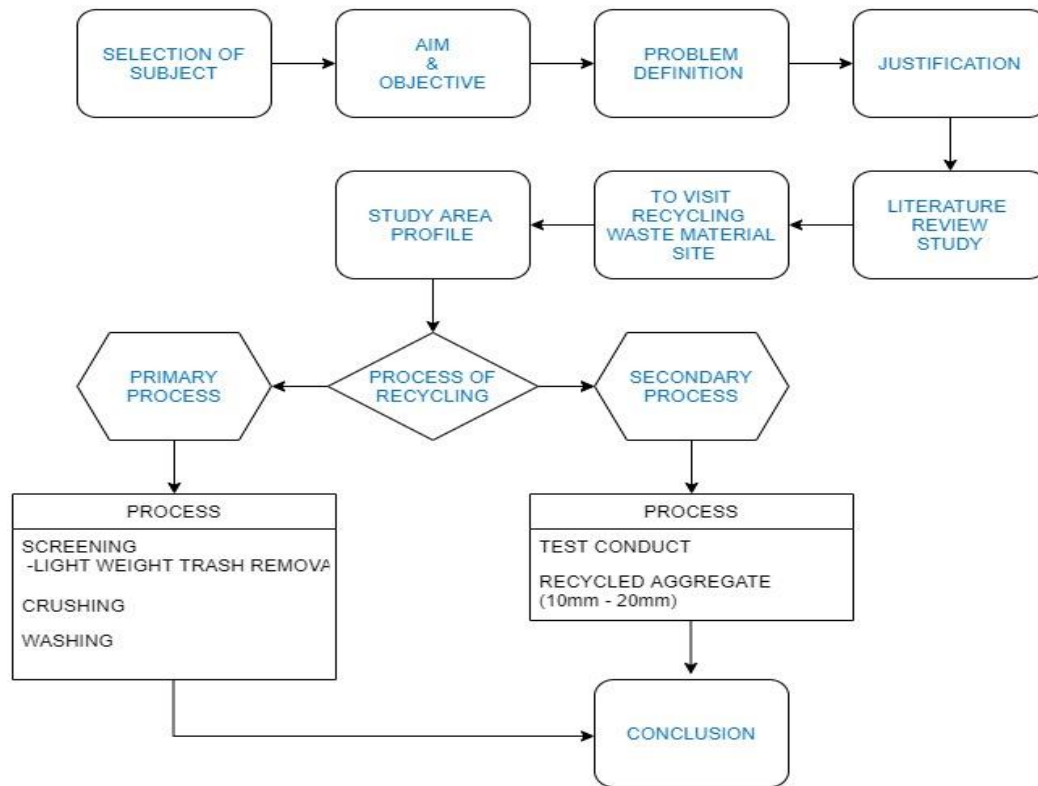 SELECTION OF
SUBJECT
AIM
&
OBJECTIVE
PROBLEM
DEFINITION
JUSTIFICATION
STUDY AREA
PROFILE
TO VISIT
RECYCLING
WASTE MATERIAL
SITE
LITERATURE
REVIEW
STUDY
PRIMARY
PROCESS
PROCESS OF
RECYCLING
SECONDARY
PROCESS
PROCESS
SCREENING
-LIGHT WEIGHT TRASH REMOVA
CRUSHING
WASHING
PROCESS
TEST CONDUCT
RECYCLED AGGREGATE
(10mm - 20mm)
CONCLUSION